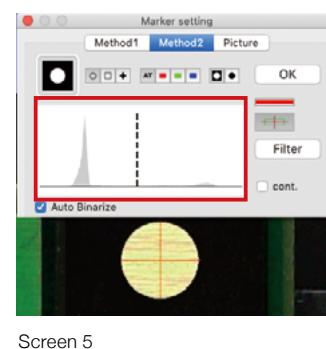 Marker setting
Method1 Method2 Picture
AT OK
Filter
cont.
Auto Binarize
Screen 5